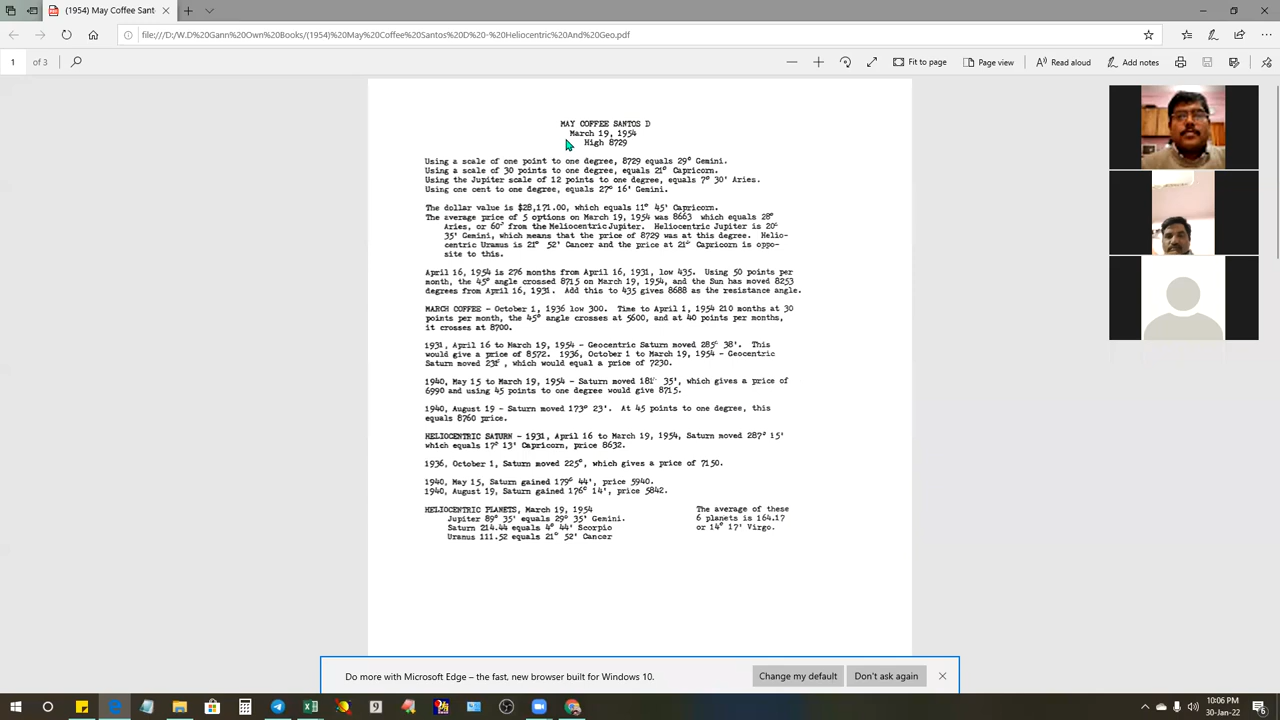 (1954) May Coffee Sant
file:///D:/W.D%20Gann%20Own%20Books/(1954)%20May%20Coffee%20Santos%20D%20-%20Heliocentric%20And%20Geo.pdf
1 of 3
Fit to page
Page view
Read aloud
Add notes
MAY COFFEE SANTOS D
March 19, 1954
High 8729
Using a scale of one point to one degree, 8729 equals 29° Gemini.
Using a scale of 30 points to one degree, equals 21° Capricorn.
Using the Jupiter scale of 12 points to one degree, equals 7° 30' Aries.
Using one cent to one degree, equals 27° 16' Gemini.
The dollar value is $28,171.00, which equals 11° 45' Capricorn.
The average price of 5 options on March 19, 1954 was 8663 which equals 28°
Aries, or 60° from the Meliocentric Jupiter. Heliocentric Jupiter is 20°
35' Gemini, which means that the price of 8729 was at this degree. Helio-
centric Uramus is 21° 52' Cancer and the price at 21° Capricorn is oppo-
site to this.
April 16, 1954 is 276 months from April 16, 1931, low 435. Using 50 points per
month, the 45° angle crossed 8715 on March 19, 1954, and the Sun has moved 8253
degrees from April 16, 1931. Add this to 435 gives 8688 as the resistance angle.
MARCH COFFEE - October 1, 1936 low 300. Time to April 1, 1954 210 months at 30
points per month, the 45° angle crosses at 5600, and at 40 points per months,
it crosses at 8700.
1931, April 16 to March 19, 1954 - Geocentric Saturn moved 285° 38'. This
would give a price of 8572. 1936, October 1 to March 19, 1954 - Geocentric
Saturn moved 231°, which would equal a price of 7230.
1940, May 15 to March 19, 1954 - Saturn moved 181° 35', which gives a price of
6990 and using 45 points to one degree would give 8715.
1940, August 19 - Saturn moved 173° 23'. At 45 points to one degree, this
equals 8760 price.
HELIOCENTRIC SATURN - 1931, April 16 to March 19, 1954, Saturn moved 287° 15'
which equals 17° 13' Capricorn, price 8632.
1936, October 1, Saturn moved 225°, which gives a price of 7150.
1940, May 15, Saturn gained 179° 44', price 5940.
1940, August 19, Saturn gained 176° 14', price 5842.
HELIOCENTRIC PLANETS, March 19, 1954
Jupiter 89° 35' equals 29° 35' Gemini.
Saturn 214.44 equals 4° 44' Scorpio
Uranus 111.52 equals 21° 52' Cancer
The average of these
6 planets is 164.17
or 14° 17' Virgo.
Do more with Microsoft Edge – the fast, new browser built for Windows 10.
Change my default
Don't ask again
10:06 PM
30-Jan-22